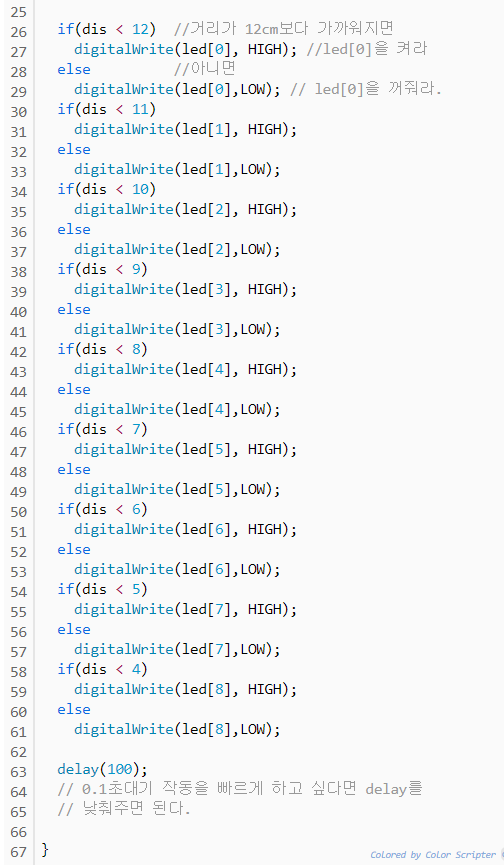 25
26 if(dis < 12)  //거리가 12cm보다 가까워지면
27 digitalWrite(led[0], HIGH); //led[0]을 켜라
28 else //아니면
29 digitalWrite(led[0],LOW); // led[0]을 꺼줘라.
30 if(dis < 11)
31 digitalWrite(led[1], HIGH);
32 else
33 digitalWrite(led[1],LOW);
34 if(dis < 10)
35 digitalWrite(led[2], HIGH);
36 else
37 digitalWrite(led[2],LOW);
38 if(dis < 9)
39 digitalWrite(led[3], HIGH);
40 else
41 digitalWrite(led[3],LOW);
42 if(dis < 8)
43 digitalWrite(led[4], HIGH);
44 else
45 digitalWrite(led[4],LOW);
46 if(dis < 7)
47 digitalWrite(led[5], HIGH);
48 else
49 digitalWrite(led[5],LOW);
50 if(dis < 6)
51 digitalWrite(led[6], HIGH);
52 else
53 digitalWrite(led[6],LOW);
54 if(dis < 5)
55 digitalWrite(led[7], HIGH);
56 else
57 digitalWrite(led[7],LOW);
58 if(dis < 4)
59 digitalWrite(led[8], HIGH);
60 else
61 digitalWrite(led[8],LOW);
62
63 delay(100);
64 // 0.1초대기 작동을 빠르게 하고 싶다면 delay를
65 // 낮춰주면 된다.
66
67 }
Colored by Color Scripter